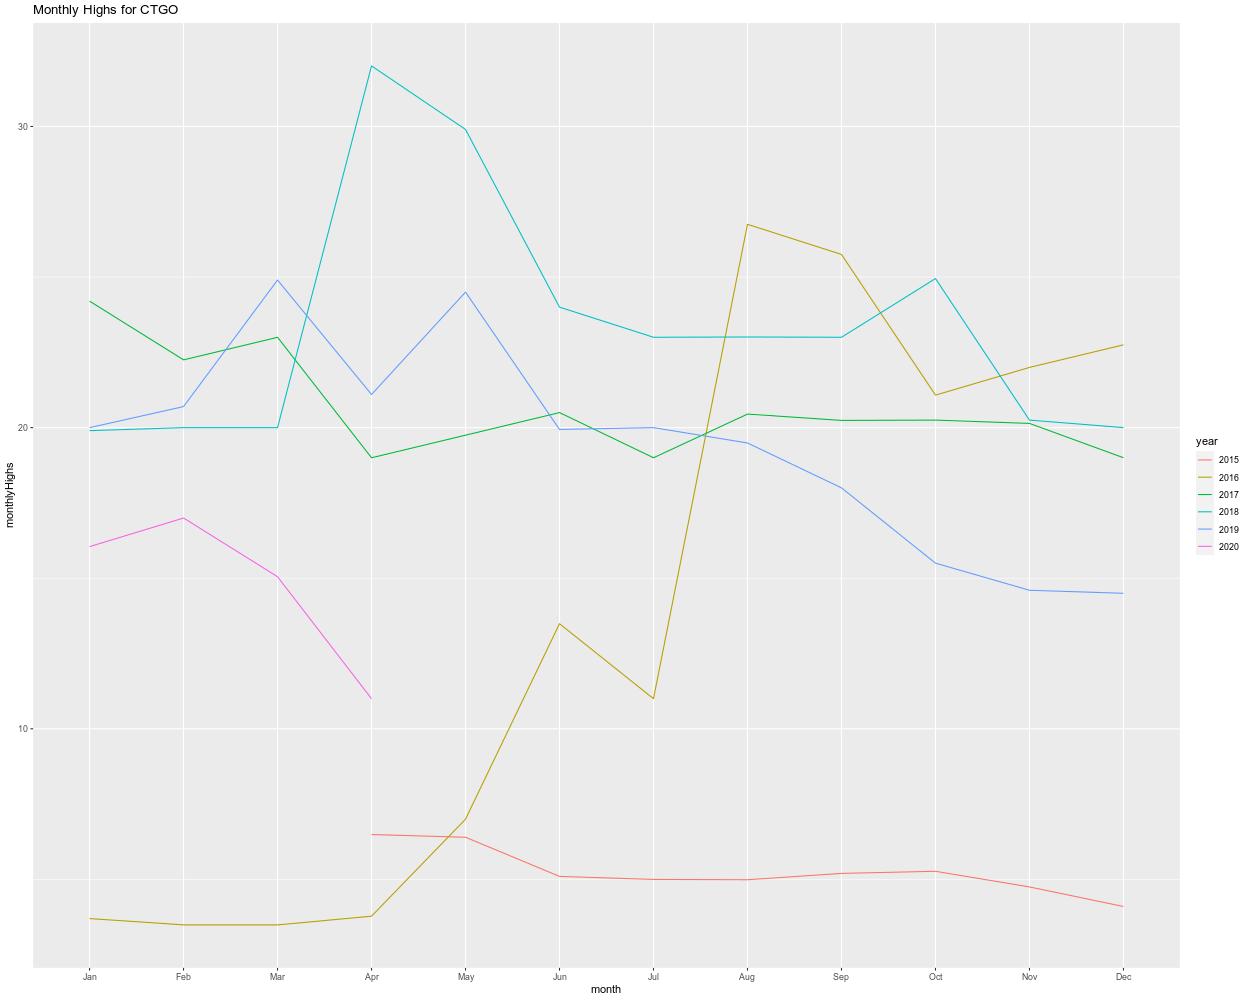 Monthly Highs for CTGO
monthlyHighs
30
20
10
Jan Feb Mar Apr May Jun Jul Aug Sep Oct Nov Dec
month
year
2015
2016
2017
2018
2019
2020